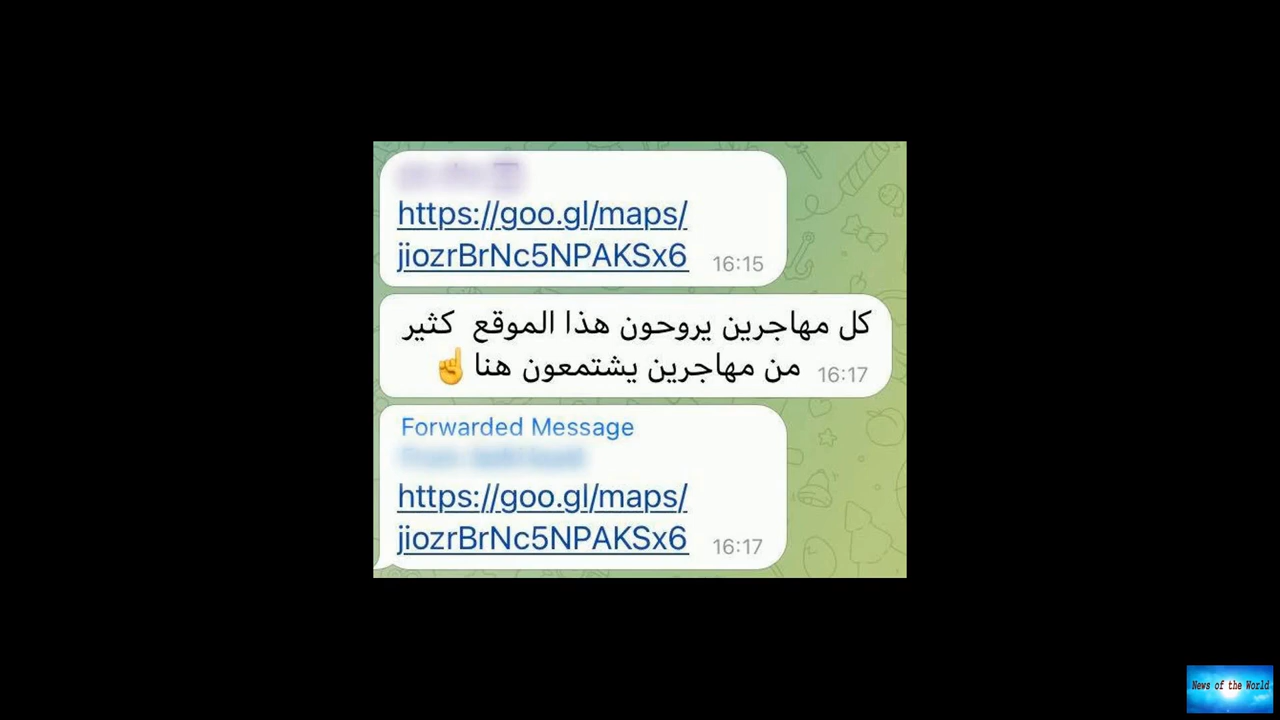 https://goo.gl/maps/
jiozrBrNc5NPAKSx6
16:15
كل مهاجرين يروحون هذا الموقع كثير
من مهاجرين يشتمعون هنا☝
16:17
Forwarded Message
https://goo.gl/maps/
jiozrBrNc5NPAKSx6
16:17
News of the World